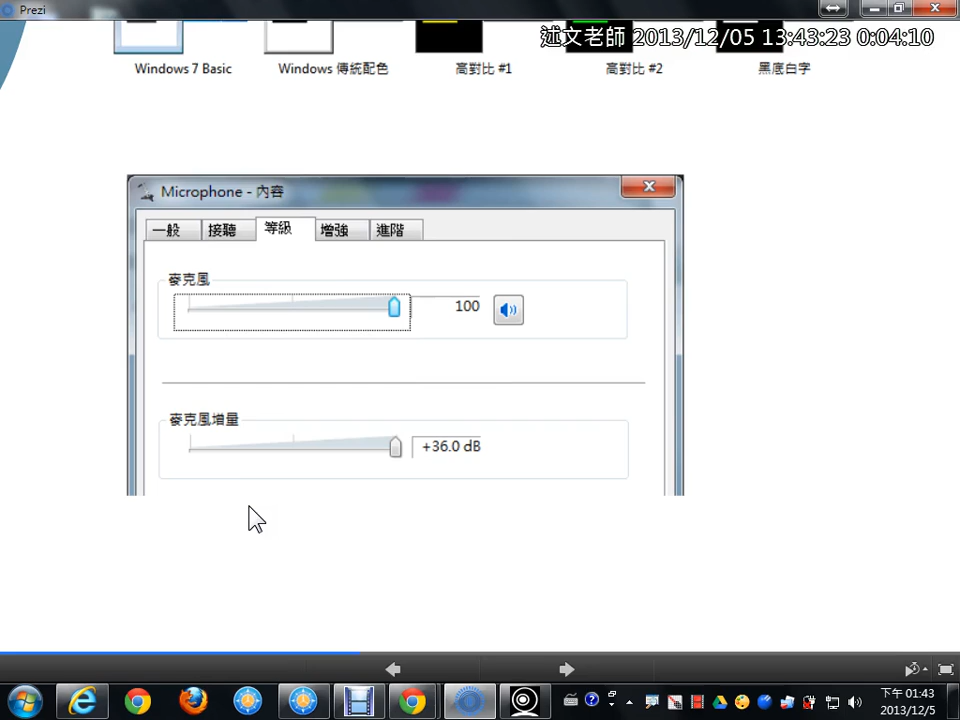 Prezi
述文老師 2013/12/05 13:43:23 0:04:10
Windows 7 Basic
Windows 傳統配色
高對比 #1
高對比 #2
黑底白字
Microphone - 內容
一般
接聽
等級
增強
進階
麥克風
100
麥克風增量
+36.0 dB
下午 01:43
2013/12/5